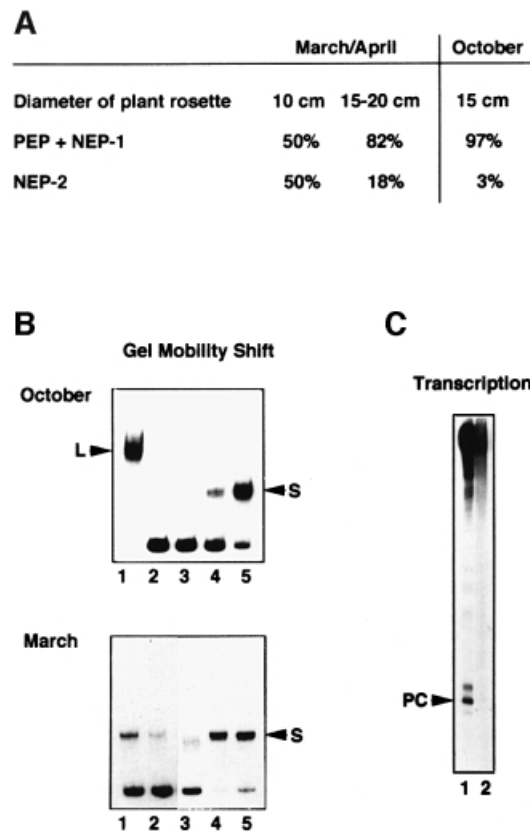 A
March/April October
Diameter of plant rosette 10 cm 15-20 cm 15 cm
PEP + NEP-1 50% 82% 97%
NEP-2 50% 18% 3%
B
Gel Mobility Shift
October
L
S
1 2 3 4 5
March
S
1 2 3 4 5
C
Transcription
PC
1 2